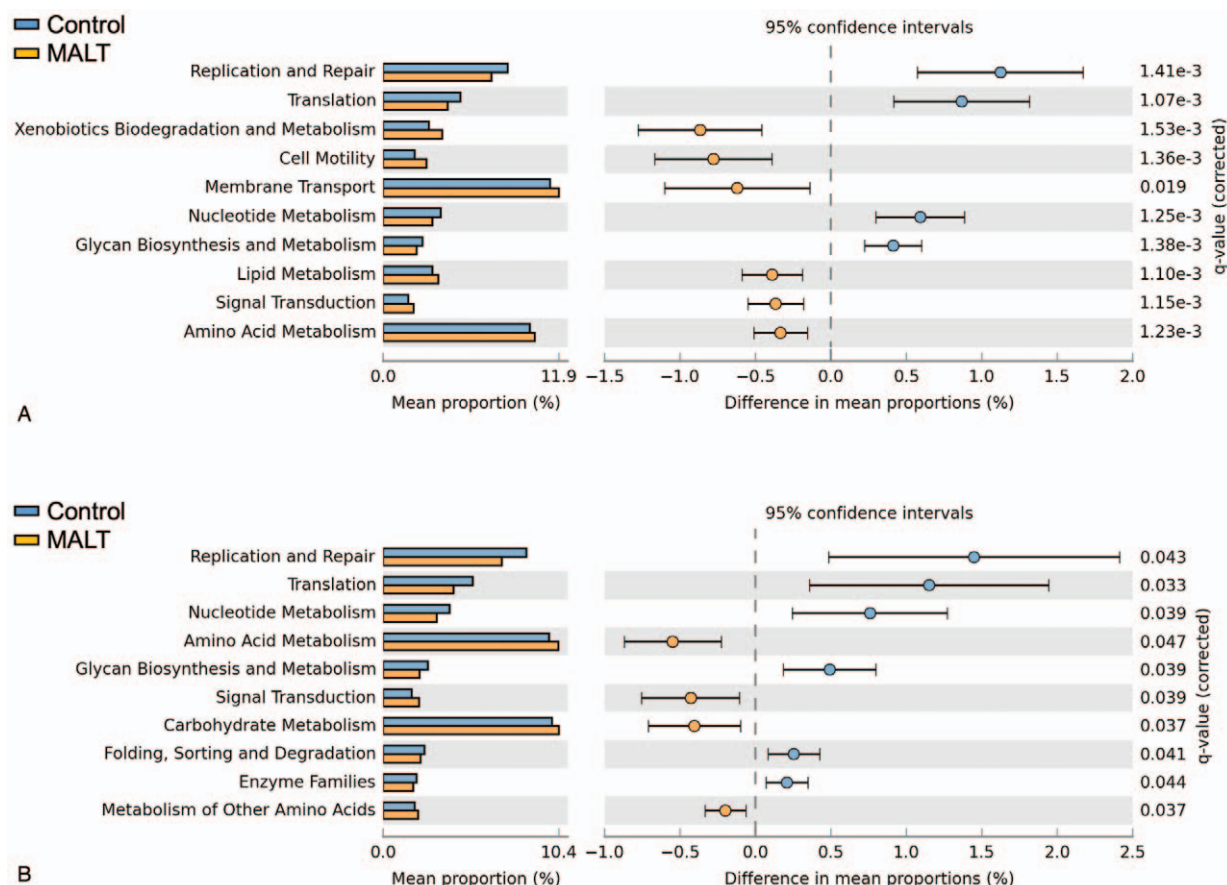 Control
MALT
95% confidence intervals
Replication and Repair 1.41e-3
Translation 1.07e-3
Xenobiotics Biodegradation and Metabolism 1.53e-3
Cell Motility 1.36e-3
Membrane Transport 0.019
Nucleotide Metabolism 1.25e-3
Glycan Biosynthesis and Metabolism 1.38e-3
Lipid Metabolism 1.10e-3
Signal Transduction 1.15e-3
Amino Acid Metabolism 1.23e-3
q-value (corrected)
0.0 11.9 −1.5 −1.0 −0.5 0.0 0.5 1.0 1.5 2.0
Mean proportion (%) Difference in mean proportions (%)
A
Control
MALT
95% confidence intervals
Replication and Repair 0.043
Translation 0.033
Nucleotide Metabolism 0.039
Amino Acid Metabolism 0.047
Glycan Biosynthesis and Metabolism 0.039
Signal Transduction 0.039
Carbohydrate Metabolism 0.037
Folding, Sorting and Degradation 0.041
Enzyme Families 0.044
Metabolism of Other Amino Acids 0.037
q-value (corrected)
0.0 10.4 −1.0 −0.5 0.0 0.5 1.0 1.5 2.0 2.5
Mean proportion (%) Difference in mean proportions (%)
B